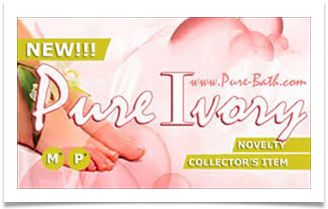 NEW!!!
www.Pure-Bath.com
Pure Ivory
NOVELTY
COLLECTOR'S ITEM
M+ P+